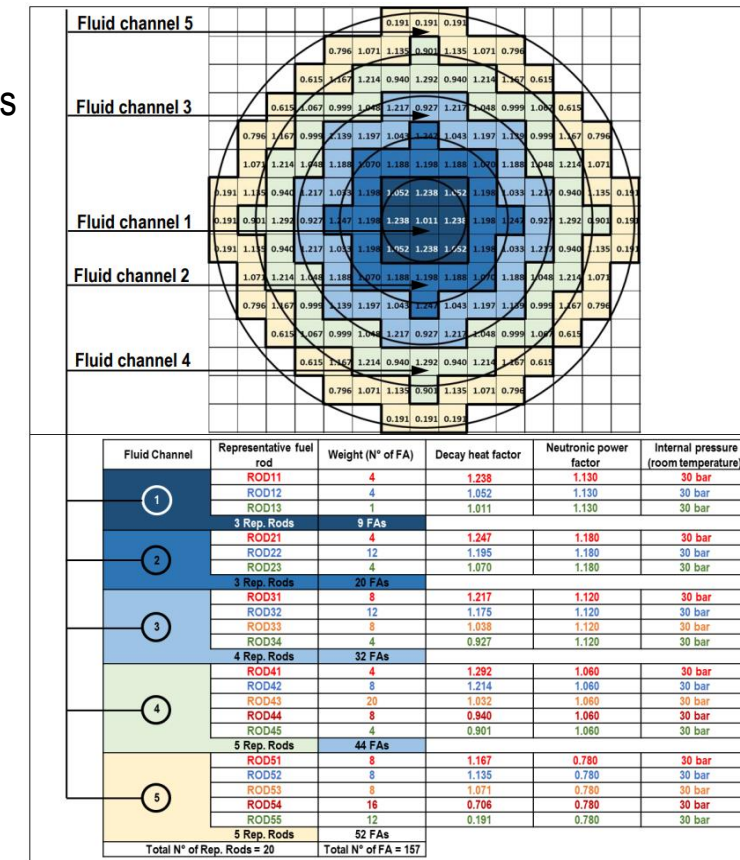 s
Fluid channel 5 0.191 0.191 0.191
0.796 1.071 1.135 0.901 1.135 1.071 0.796
0.615 1.167 1.214 0.940 1.292 0.940 1.214 1.167 0.615
Fluid channel 3 0.615 1.067 0.999 1.048 1.217 0.927 1.217 1.048 0.999 1.067 0.615
0.796 1.167 0.999 1.139 1.197 1.043 1.247 1.043 1.197 1.139 0.999 1.167 0.796
1.071 1.214 1.048 1.188 1.070 1.188 1.198 1.188 1.070 1.188 1.048 1.214 1.071
0.191 1.135 0.940 1.217 1.033 1.198 1.052 1.238 1.052 1.198 1.033 1.217 0.940 1.135 0.191
Fluid channel 1 0.191 0.901 1.292 0.927 1.247 1.198 1.238 1.011 1.238 1.198 1.247 0.927 1.292 0.901 0.191
0.191 1.135 0.940 1.217 1.033 1.198 1.052 1.238 1.052 1.198 1.033 1.217 0.940 1.135 0.191
Fluid channel 2 1.071 1.214 1.048 1.188 1.070 1.188 1.198 1.188 1.070 1.188 1.048 1.214 1.071
0.796 1.167 0.999 1.139 1.197 1.043 1.247 1.043 1.197 1.139 0.999 1.167 0.796
0.615 1.067 0.999 1.048 1.217 0.927 1.217 1.048 0.999 1.067 0.615
Fluid channel 4 0.615 1.167 1.214 0.940 1.292 0.940 1.214 1.167 0.615
0.796 1.071 1.135 0.901 1.135 1.071 0.796
0.191 0.191 0.191
Fluid Channel Representative fuel rod Weight (N° of FA) Decay heat factor Neutronic power factor Internal pressure (room temperature)
1
ROD11 4 1.238 1.130 30 bar
ROD12 4 1.052 1.130 30 bar
ROD13 1 1.011 1.130 30 bar
3 Rep. Rods 9 FAs
2
ROD21 4 1.247 1.180 30 bar
ROD22 12 1.195 1.180 30 bar
ROD23 4 1.070 1.180 30 bar
3 Rep. Rods 20 FAs
3
ROD31 8 1.217 1.120 30 bar
ROD32 12 1.175 1.120 30 bar
ROD33 8 1.038 1.120 30 bar
ROD34 4 0.927 1.120 30 bar
4 Rep. Rods 32 FAs
4
ROD41 4 1.292 1.060 30 bar
ROD42 8 1.214 1.060 30 bar
ROD43 20 1.032 1.060 30 bar
ROD44 8 0.940 1.060 30 bar
ROD45 4 0.901 1.060 30 bar
5 Rep. Rods 44 FAs
5
ROD51 8 1.167 0.780 30 bar
ROD52 8 1.135 0.780 30 bar
ROD53 8 1.071 0.780 30 bar
ROD54 16 0.706 0.780 30 bar
ROD55 12 0.191 0.780 30 bar
5 Rep. Rods 52 FAs
Total N° of Rep. Rods = 20 Total N° of FA = 157